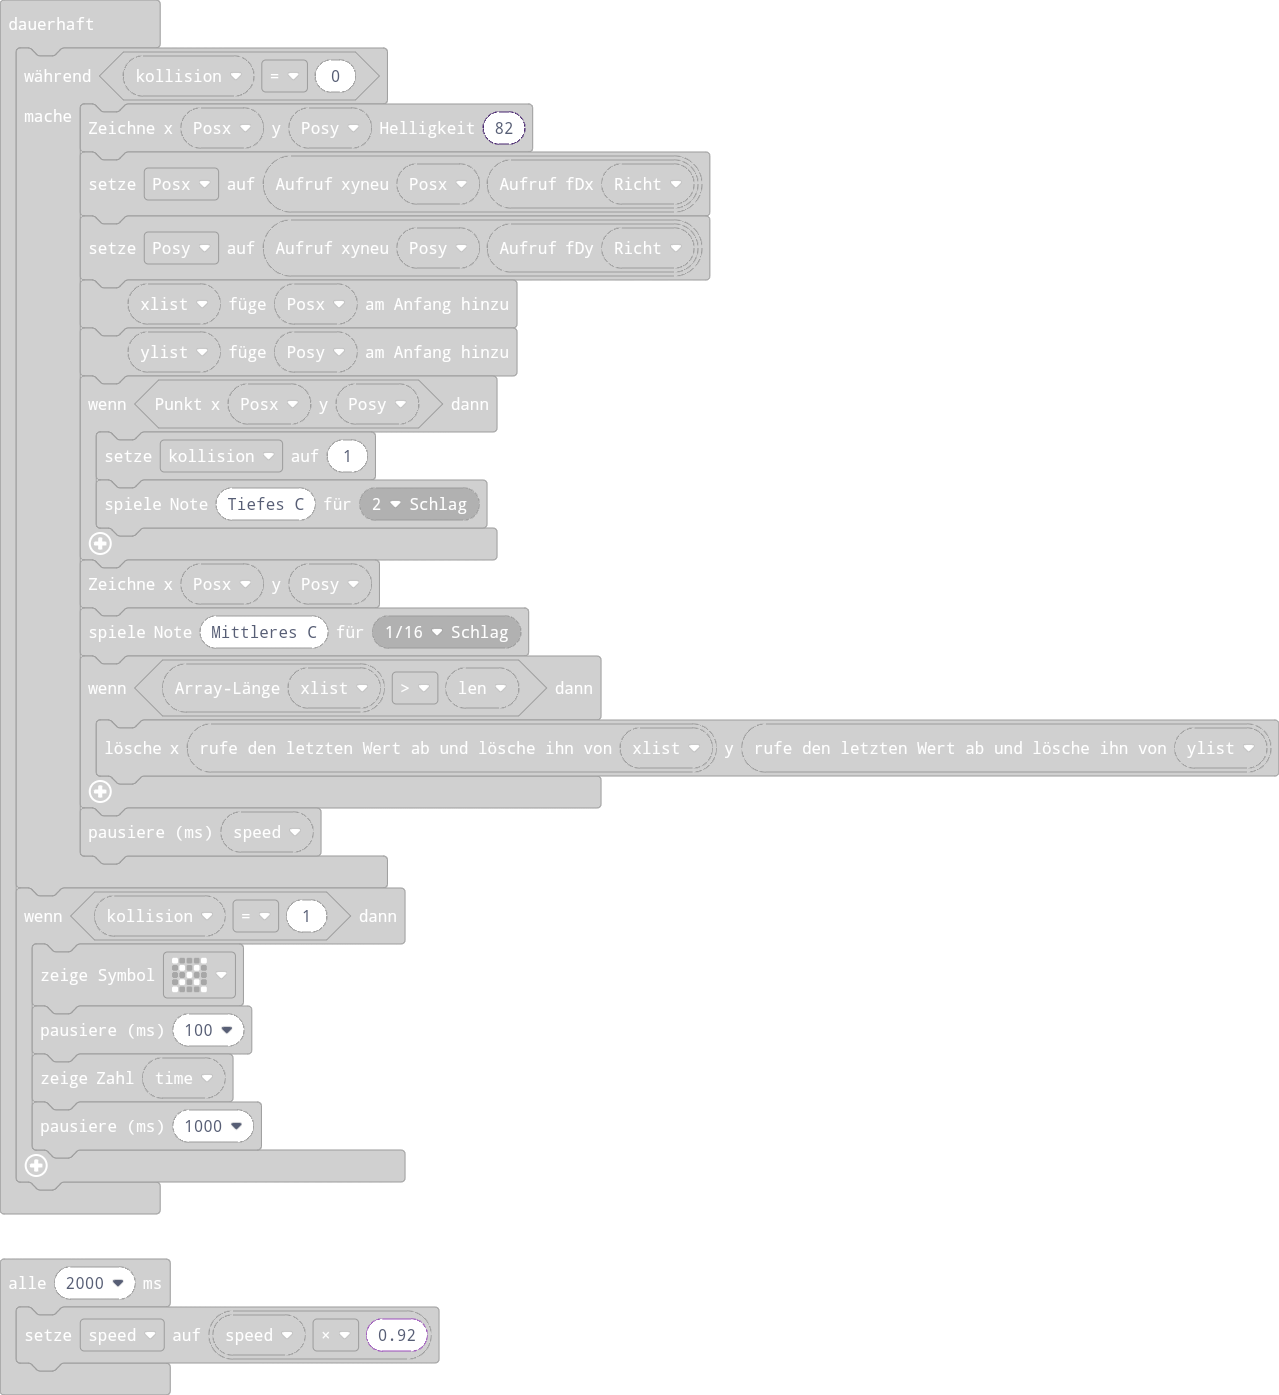 dauerhaft
während kollision = 0
mache
Zeichne x Posx y Posy Helligkeit 82
setze Posx auf Aufruf xyneu Posx Aufruf fDx Richt
setze Posy auf Aufruf xyneu Posy Aufruf fDy Richt
xlist füge Posx am Anfang hinzu
ylist füge Posy am Anfang hinzu
wenn Punkt x Posx y Posy dann
setze kollision auf 1
spiele Note Tiefes C für 2 Schlag
Zeichne x Posx y Posy
spiele Note Mittleres C für 1/16 Schlag
wenn Array-Länge xlist > len dann
lösche x rufe den letzten Wert ab und lösche ihn von xlist y rufe den letzten Wert ab und lösche ihn von ylist
pausiere (ms) speed
wenn kollision = 1 dann
zeige Symbol
pausiere (ms) 100
zeige Zahl time
pausiere (ms) 1000
alle 2000 ms
setze speed auf speed × 0.92